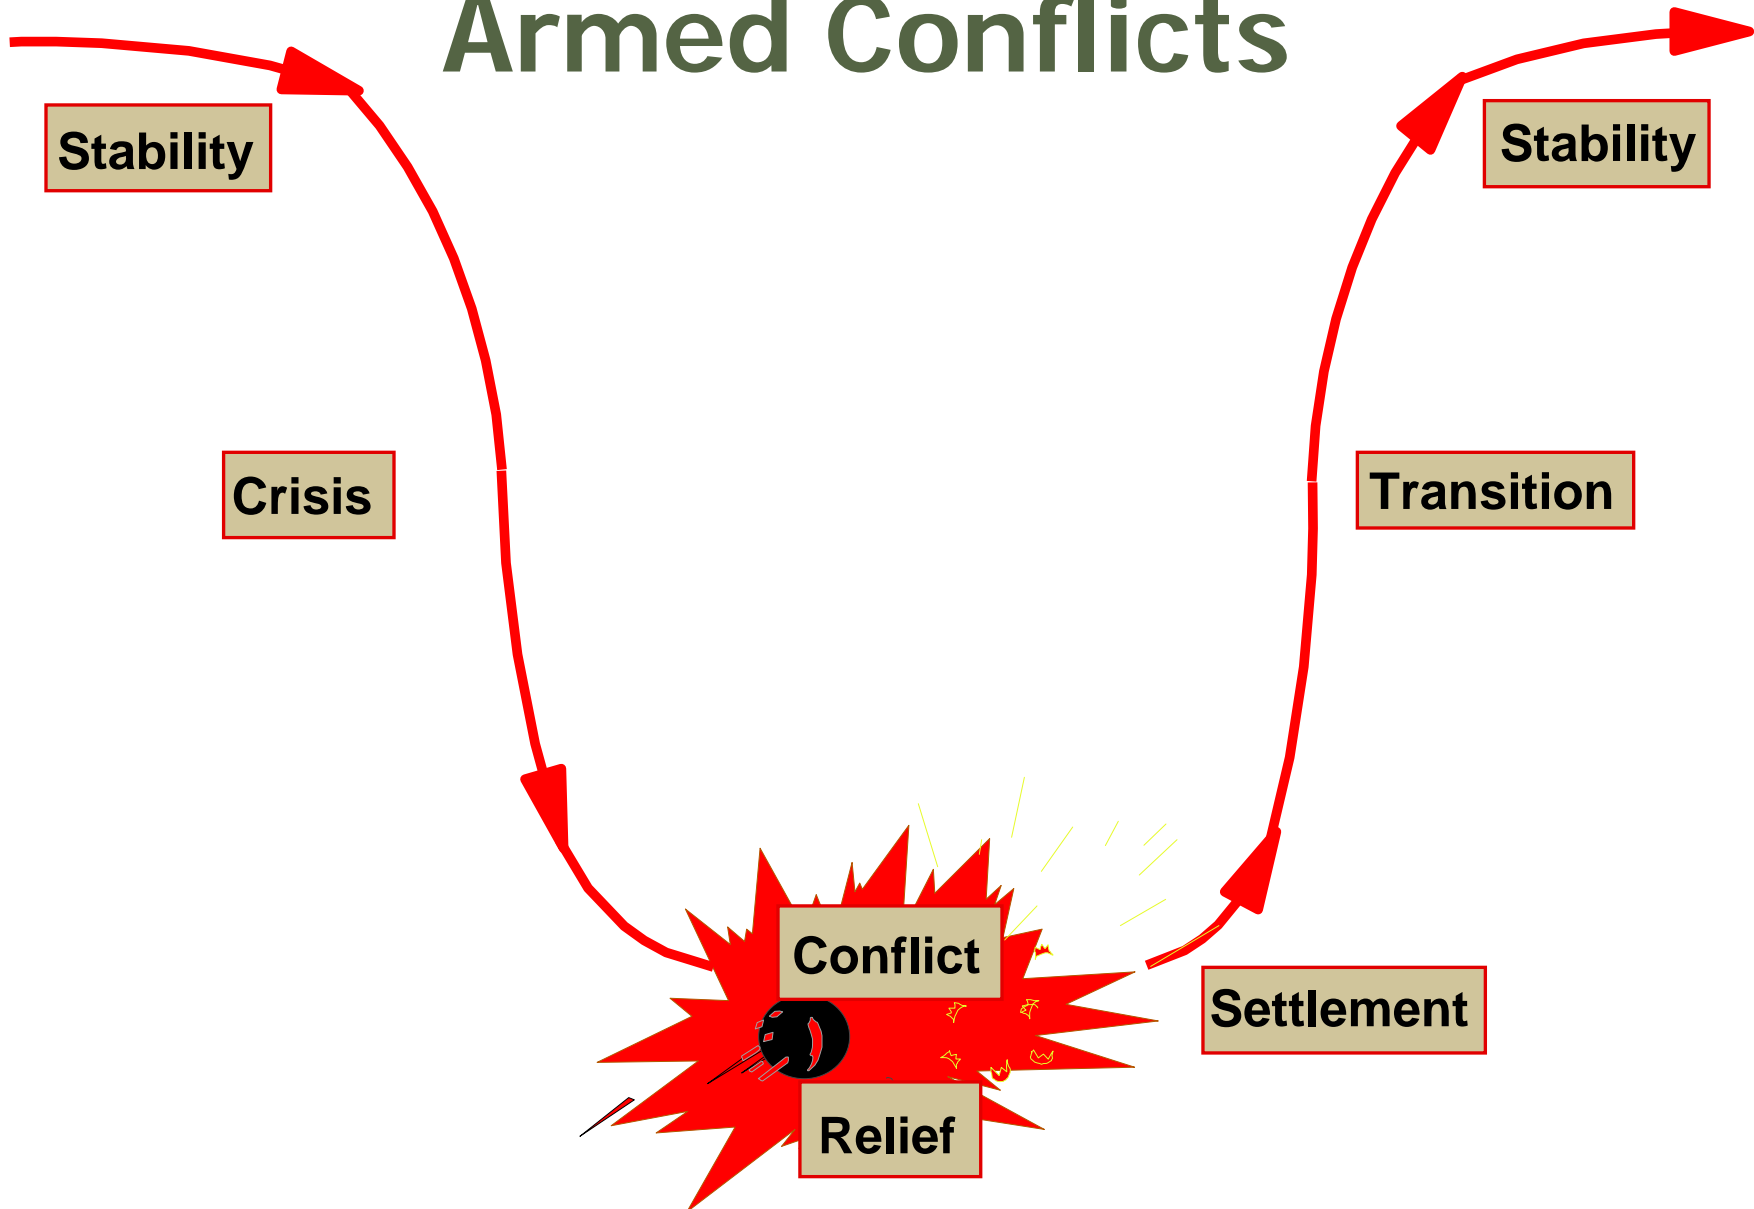 Armed Conflicts
Stability
Stability
Crisis
Transition
Conflict
Settlement
Relief